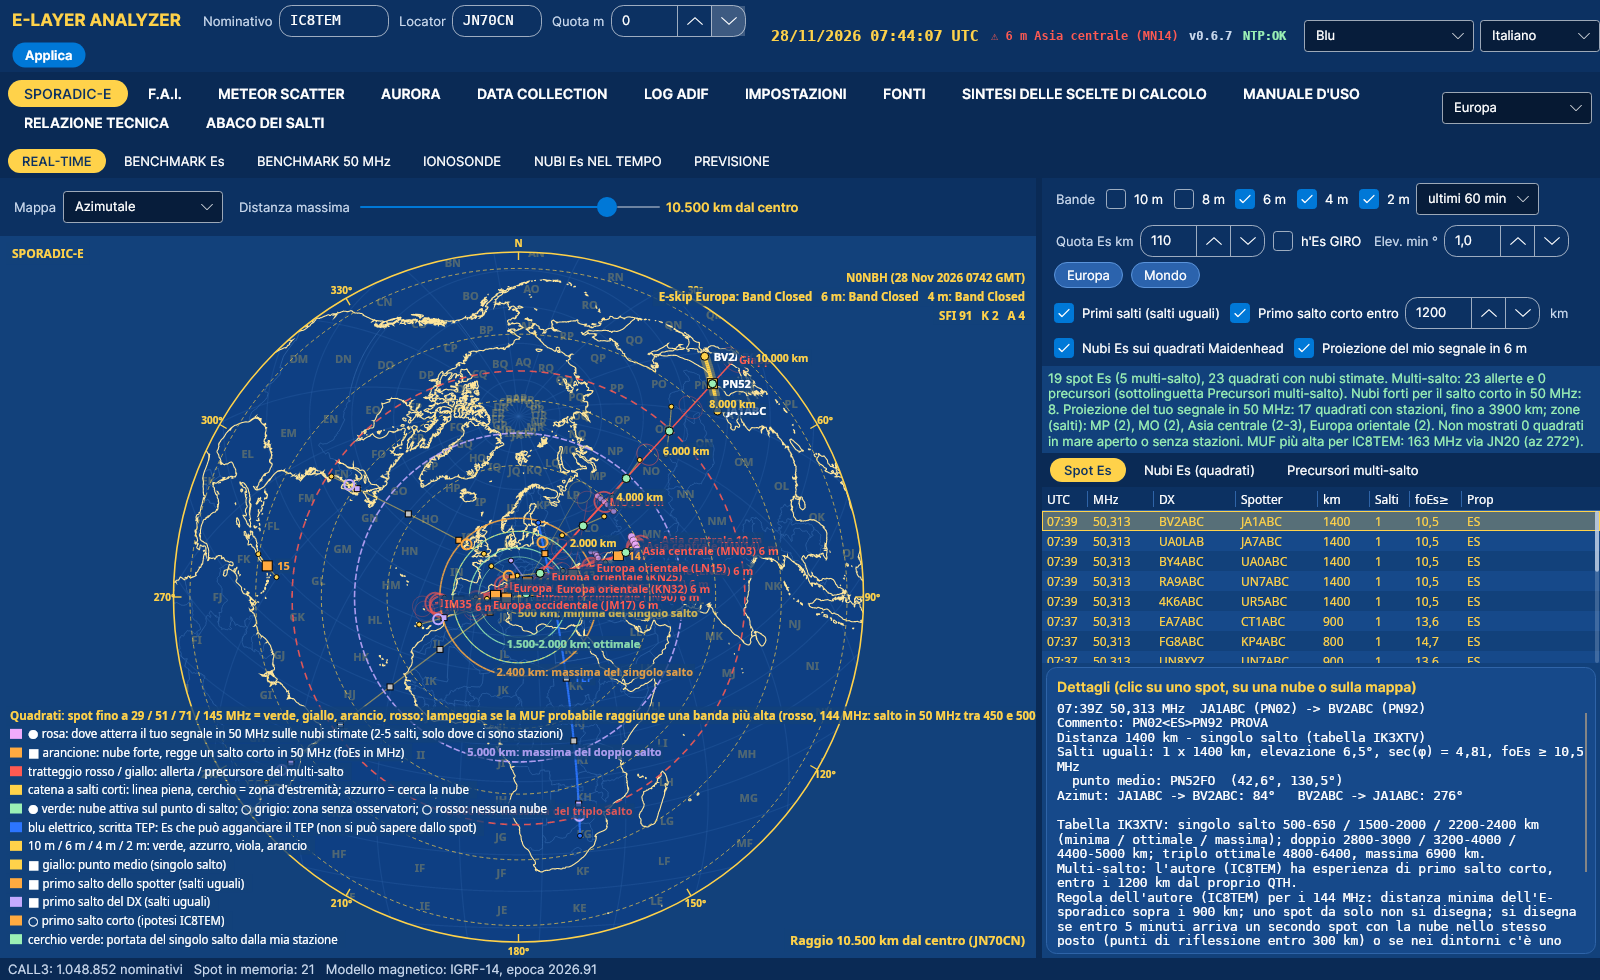 E-LAYER ANALYZER
Nominativo IC8TEM Locator JN70CN Quota m 0
28/11/2026 07:44:07 UTC ⚠ 6 m Asia centrale (MN14) v0.6.7 NTP:OK Blu Italiano
Applica
SPORADIC-E F.A.I. METEOR SCATTER AURORA DATA COLLECTION LOG ADIF IMPOSTAZIONI FONTI SINTESI DELLE SCELTE DI CALCOLO MANUALE D'USO
RELAZIONE TECNICA ABACO DEI SALTI
Europa
REAL-TIME BENCHMARK Es BENCHMARK 50 MHz IONOSONDE NUBI Es NEL TEMPO PREVISIONE
Mappa Azimutale Distanza massima 10.500 km dal centro
SPORADIC-E
N
N0NBH (28 Nov 2026 0742 GMT)
E-skip Europa: Band Closed 6 m: Band Closed 4 m: Band Closed
SFI 91 K 2 A 4
330°
300°
270°
210°
180°
150°
120°
90°
60°
10.000 km
PN52
8.000 km
6.000 km
4.000 km
2.000 km
15
14
Asia centrale (MN03) 6 m
Europa orientale (LN15)
Europa orientale (KN32) 6 m
IM35 6 m
Europa occidentale (JM17) 6 m
500 km: minima del singolo salto
1.500-2.000 km: ottimale
2.400 km: massima del singolo salto
5.000 km: massima del doppio salto
del triplo salto
Quadrati: spot fino a 29 / 51 / 71 / 145 MHz = verde, giallo, arancio, rosso; lampeggia se la MUF probabile raggiunge una banda più alta (rosso, 144 MHz: salto in 50 MHz tra 450 e 500
● rosa: dove atterra il tuo segnale in 50 MHz sulle nubi stimate (2-5 salti, solo dove ci sono stazioni)
■ arancione: nube forte, regge un salto corto in 50 MHz (foEs in MHz)
tratteggio rosso / giallo: allerta / precursore del multi-salto
catena a salti corti: linea piena, cerchio = zona d'estremità; azzurro = cerca la nube
● verde: nube attiva sul punto di salto; ○ grigio: zona senza osservatori; ○ rosso: nessuna nube
blu elettrico, scritta TEP: Es che può agganciare il TEP (non si può sapere dallo spot)
10 m / 6 m / 4 m / 2 m: verde, azzurro, viola, arancio
■ giallo: punto medio (singolo salto)
■ primo salto dello spotter (salti uguali)
■ primo salto del DX (salti uguali)
○ primo salto corto (ipotesi IC8TEM)
cerchio verde: portata del singolo salto dalla mia stazione
Raggio 10.500 km dal centro (JN70CN)
Bande 10 m 8 m 6 m 4 m 2 m ultimi 60 min
Quota Es km 110 h'Es GIRO Elev. min ° 1,0
Europa Mondo
Primi salti (salti uguali) Primo salto corto entro 1200 km
Nubi Es sui quadrati Maidenhead Proiezione del mio segnale in 6 m
19 spot Es (5 multi-salto), 23 quadrati con nubi stimate. Multi-salto: 23 allerte e 0
precursori (sottolinguetta Precursori multi-salto). Nubi forti per il salto corto in 50 MHz:
8. Proiezione del tuo segnale in 50 MHz: 17 quadrati con stazioni, fino a 3900 km; zone
(salti): MP (2), MO (2), Asia centrale (2-3), Europa orientale (2). Non mostrati 0 quadrati
in mare aperto o senza stazioni. MUF più alta per IC8TEM: 163 MHz via JN20 (az 272°).
Spot Es Nubi Es (quadrati) Precursori multi-salto
UTC MHz DX Spotter km Salti foEs≥ Prop
07:39 50,313 BV2ABC JA1ABC 1400 1 10,5 ES
07:39 50,313 UA0LAB JA7ABC 1400 1 10,5 ES
07:39 50,313 BY4ABC UA0ABC 1400 1 10,5 ES
07:39 50,313 RA9ABC UN7ABC 1400 1 10,5 ES
07:39 50,313 4K6ABC UR5ABC 1400 1 10,5 ES
07:37 50,313 EA7ABC CT1ABC 900 1 13,6 ES
07:37 50,313 FG8ABC KP4ABC 800 1 14,7 ES
07:37 50,313 UN8XYZ UN7ABC 900 1 13,6 ES
Dettagli (clic su uno spot, su una nube o sulla mappa)
07:39Z 50,313 MHz JA1ABC (PN02) -> BV2ABC (PN92)
Commento: PN02<ES>PN92 PROVA
Distanza 1400 km - singolo salto (tabella IK3XTV)
Salti uguali: 1 x 1400 km, elevazione 6,5°, sec(φ) = 4,81, foEs ≥ 10,5
MHz
punto medio: PN52FO (42,6°, 130,5°)
Azimut: JA1ABC -> BV2ABC: 84° BV2ABC -> JA1ABC: 276°
Tabella IK3XTV: singolo salto 500-650 / 1500-2000 / 2200-2400 km
(minima / ottimale / massima); doppio 2800-3000 / 3200-4000 /
4400-5000 km; triplo ottimale 4800-6400, massima 6900 km.
Multi-salto: l'autore (IC8TEM) ha esperienza di primo salto corto,
entro i 1200 km dal proprio QTH.
Regola dell'autore (IC8TEM) per i 144 MHz: distanza minima dell'E-
sporadico sopra i 900 km; uno spot da solo non si disegna; si disegna
se entro 5 minuti arriva un secondo spot con la nube nello stesso
posto (punti di riflessione entro 300 km) o se nei dintorni c'è uno
CALL3: 1.048.852 nominativi Spot in memoria: 21 Modello magnetico: IGRF-14, epoca 2026.91